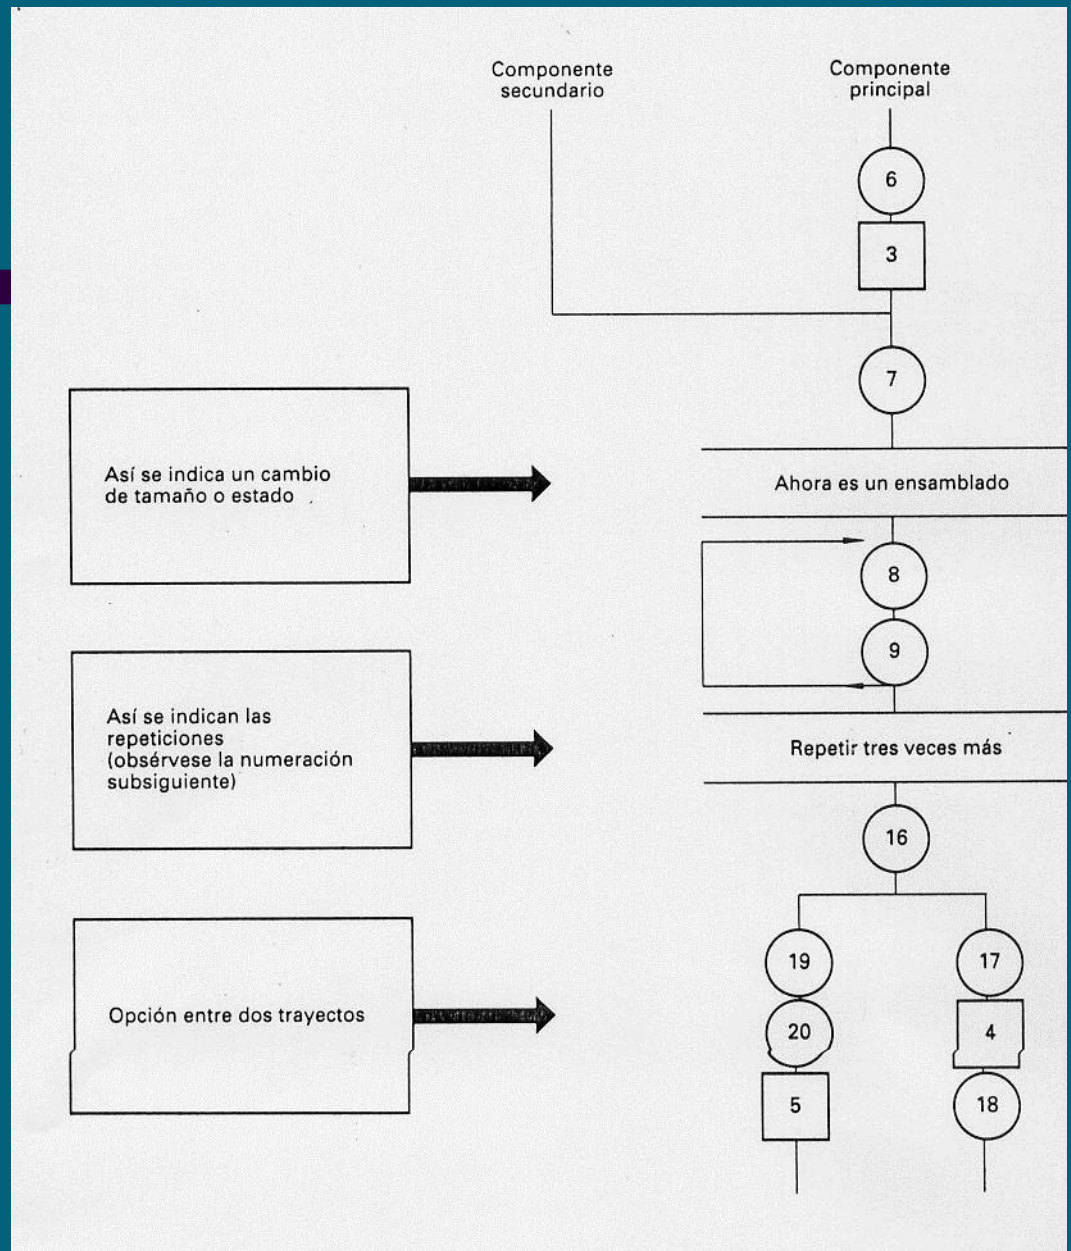 Componente
secundario
Componente
principal
6
3
7
Así se indica un cambio
de tamaño o estado
Ahora es un ensamblado
8
9
Así se indican las
repeticiones
(obsérvese la numeración
subsiguiente)
Repetir tres veces más
16
Opción entre dos trayectos
19
17
20
4
5
18